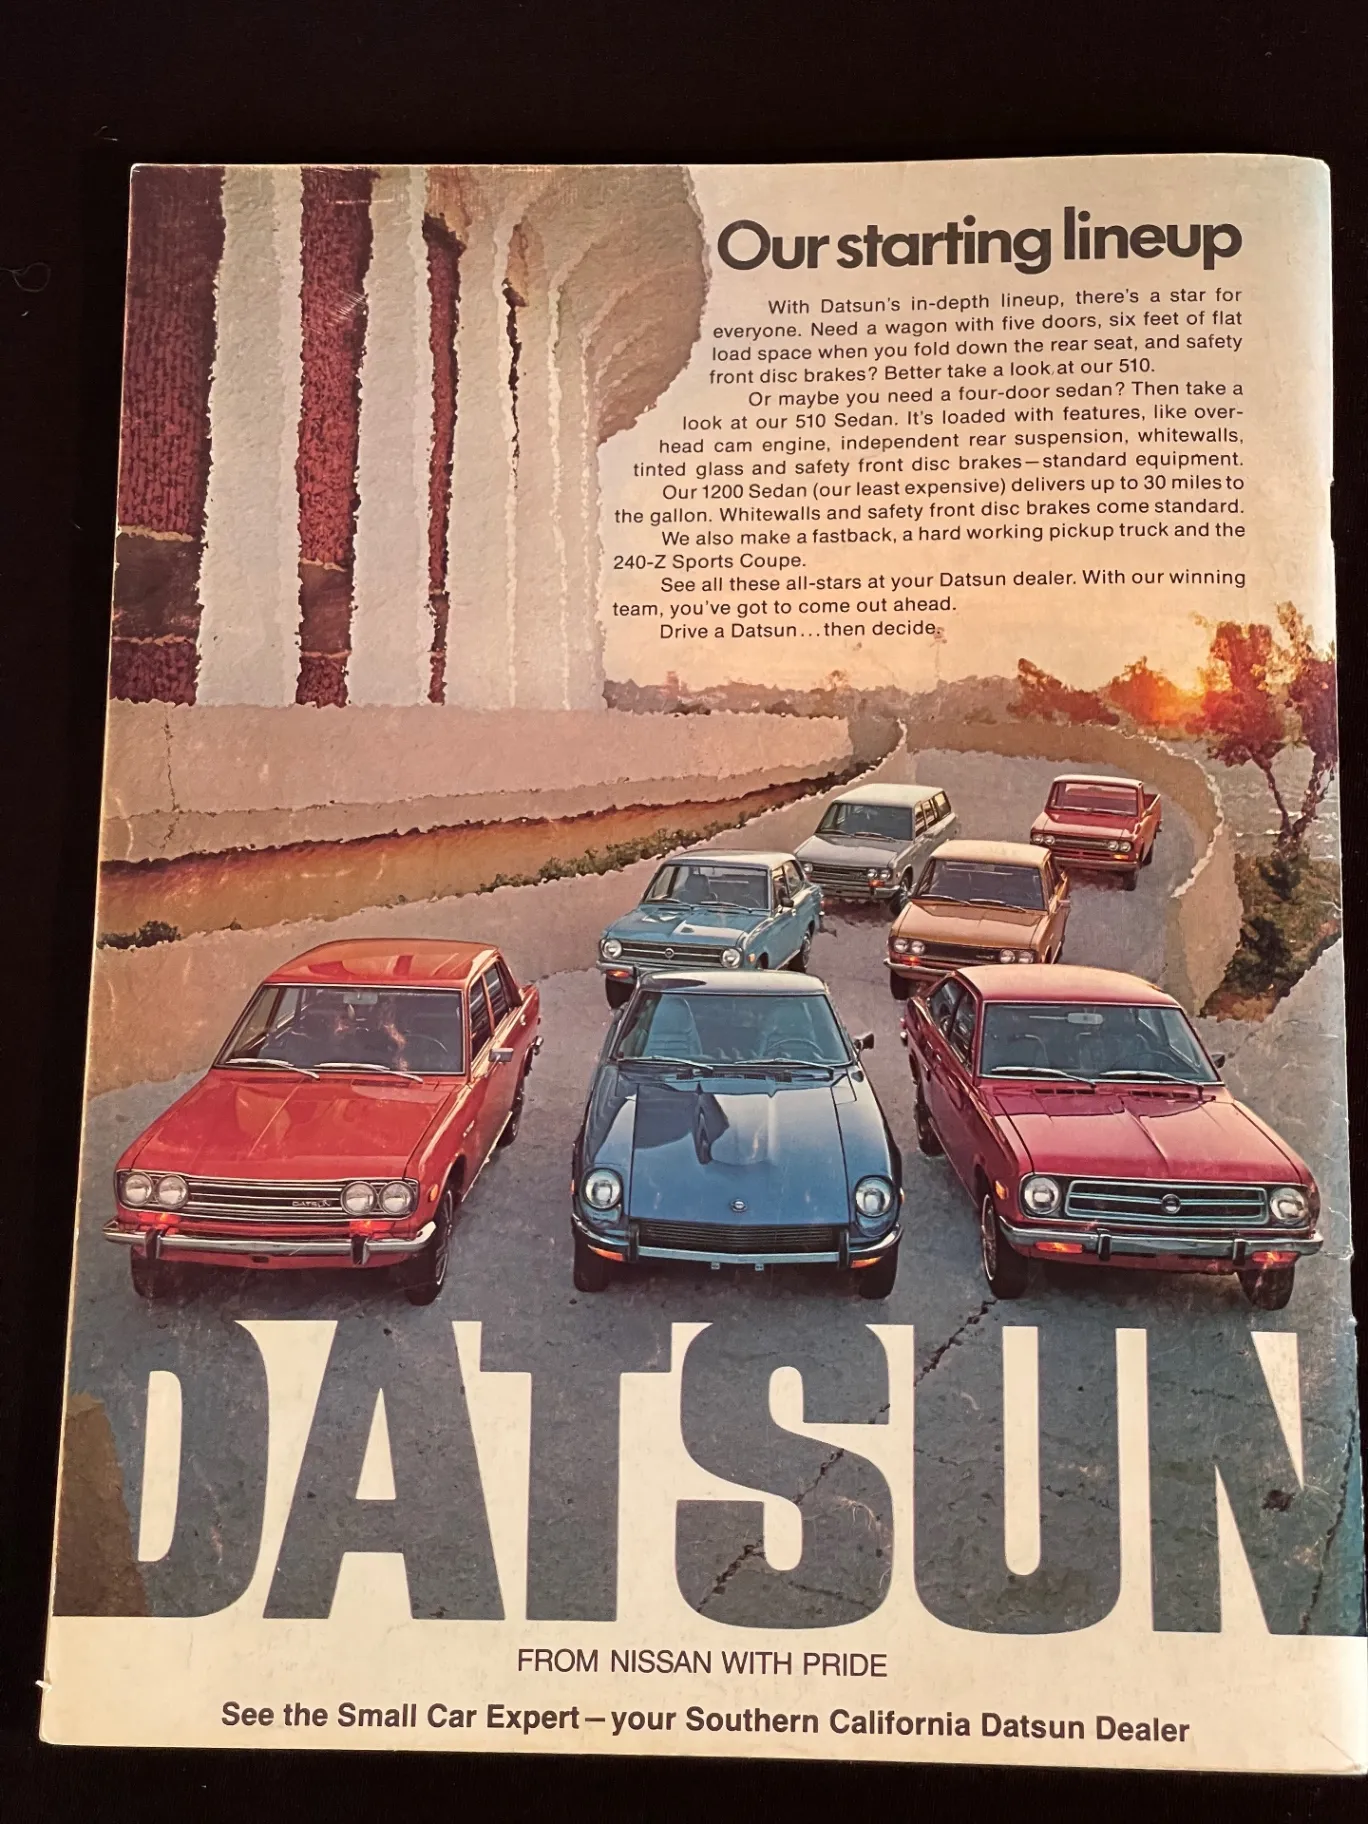 Our starting lineup
With Datsun's in-depth lineup, there's a star for
everyone. Need a wagon with five doors, six feet of flat
load space when you fold down the rear seat, and safety
front disc brakes? Better take a look at our 510.
Or maybe you need a four-door sedan? Then take a
look at our 510 Sedan. It's loaded with features, like over-
head cam engine, independent rear suspension, whitewalls,
tinted glass and safety front disc brakes—standard equipment.
Our 1200 Sedan (our least expensive) delivers up to 30 miles to
the gallon. Whitewalls and safety front disc brakes come standard.
We also make a fastback, a hard working pickup truck and the
240-Z Sports Coupe.
See all these all-stars at your Datsun dealer. With our winning
team, you've got to come out ahead.
Drive a Datsun...then decide.
DATSUN
DATSUN
FROM NISSAN WITH PRIDE
See the Small Car Expert—your Southern California Datsun Dealer